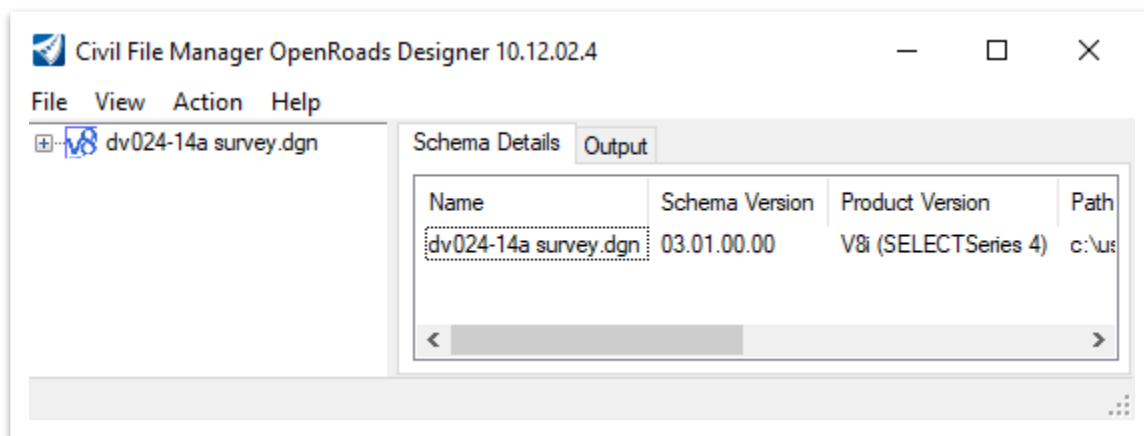 Civil File Manager OpenRoads Designer 10.12.02.4
File View Action Help
v8 dv024-14a survey.dgn
Schema Details Output
Name Schema Version Product Version Path
dv024-14a survey.dgn 03.01.00.00 V8i (SELECTSeries 4) c:\us